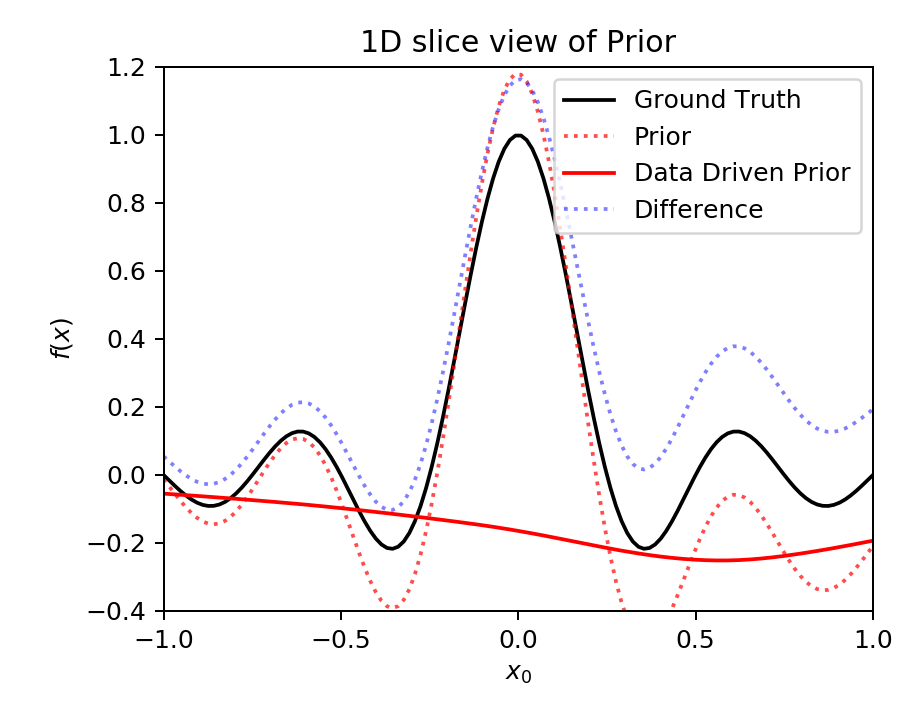 1D slice view of Prior
1.2
1.0
0.8
0.6
0.4
0.2
0.0
−0.2
−0.4
f(x)
Ground Truth
Prior
Data Driven Prior
Difference
−1.0 −0.5 0.0 0.5 1.0
x₀